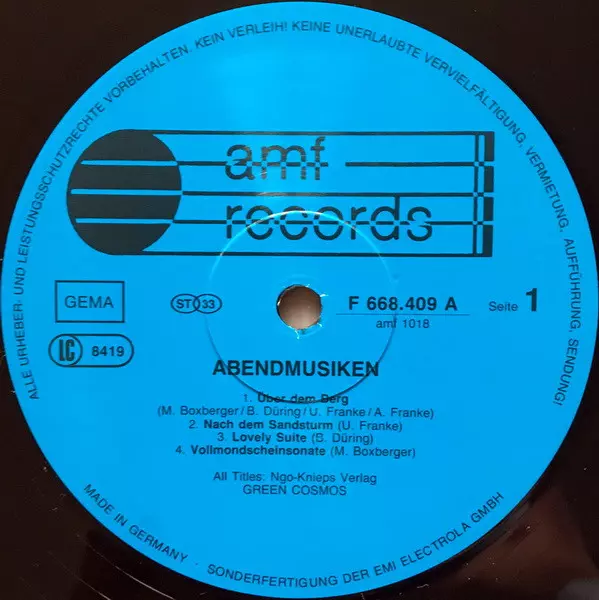 ALLE URHEBER- UND LEISTUNGSSCHUTZRECHTE VORBEHALTEN. KEIN VERLEIH! KEINE UNERLAUBTE VERVIELFÄLTIGUNG, VERMIETUNG, AUFFÜHRUNG, SENDUNG!
amf
records
GEMA
ST 33
F 668.409 A
Seite 1
amf 1018
LC 8419
ABENDMUSIKEN
1. Über dem Berg
(M. Boxberger/B. Düring/U. Franke/A. Franke)
2. Nach dem Sandsturm (U. Franke)
3. Lovely Suite (B. Düring)
4. Vollmondscheinsonate (M. Boxberger)
All Titles: Ngo-Knieps Verlag
GREEN COSMOS
MADE IN GERMANY · SONDERFERTIGUNG DER EMI ELECTROLA GMBH